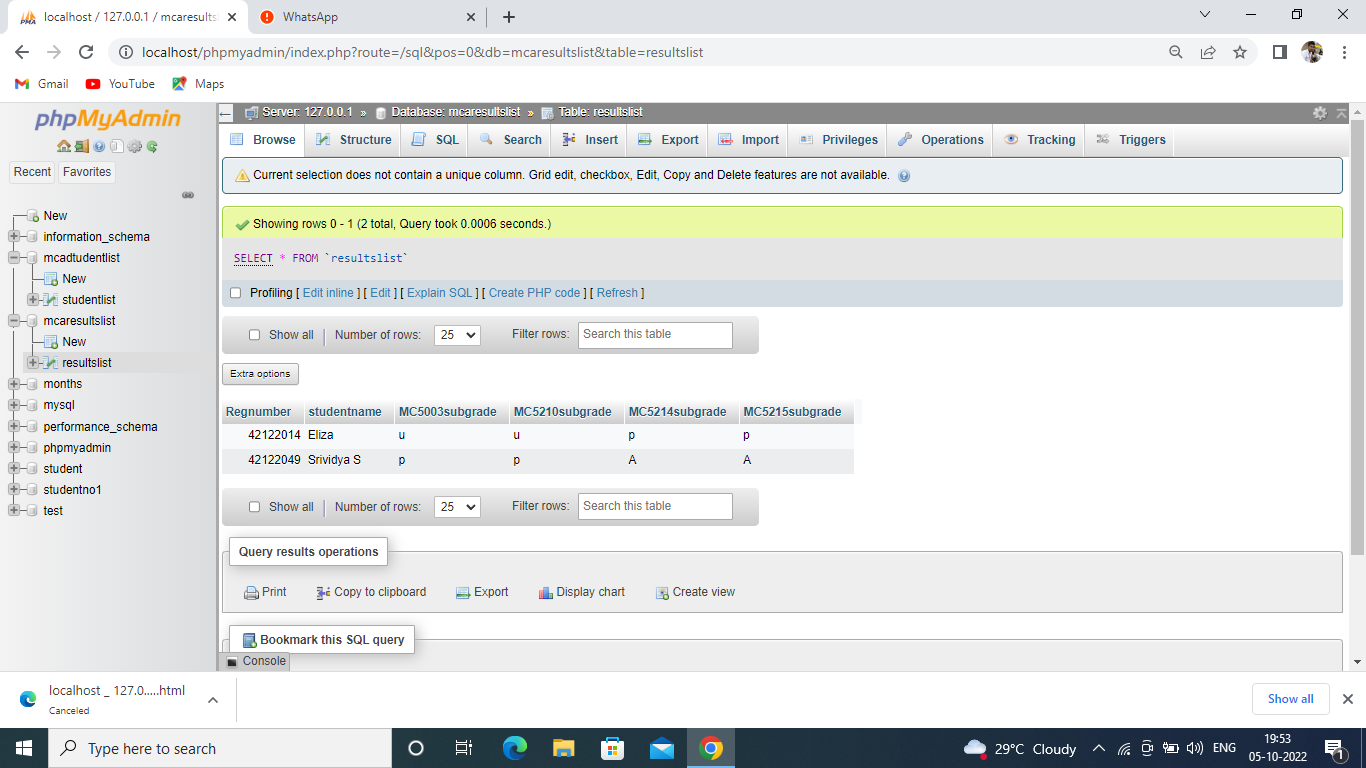 localhost / 127.0.0.1 / mcaresults
WhatsApp
localhost/phpmyadmin/index.php?route=/sql&pos=0&db=mcaresultslist&table=resultslist
Gmail YouTube Maps
phpMyAdmin
Recent Favorites
New
information_schema
mcadtudentlist
New
studentlist
mcaresultslist
New
resultslist
months
mysql
performance_schema
phpmyadmin
student
studentno1
test
Server: 127.0.0.1 » Database: mcaresultslist » Table: resultslist
Browse Structure SQL Search Insert Export Import Privileges Operations Tracking Triggers
Current selection does not contain a unique column. Grid edit, checkbox, Edit, Copy and Delete features are not available.
Showing rows 0 - 1 (2 total, Query took 0.0006 seconds.)
SELECT * FROM `resultslist`
Profiling [ Edit inline ] [ Edit ] [ Explain SQL ] [ Create PHP code ] [ Refresh ]
Show all | Number of rows: 25 Filter rows: Search this table
Extra options
Regnumber studentname MC5003subgrade MC5210subgrade MC5214subgrade MC5215subgrade
42122014 Eliza u u p p
42122049 Srividya S p p A A
Show all | Number of rows: 25 Filter rows: Search this table
Query results operations
Print Copy to clipboard Export Display chart Create view
Bookmark this SQL query
Console
localhost _ 127.0.....html
Canceled
Show all
Type here to search
29°C Cloudy
ENG
19:53
05-10-2022
1